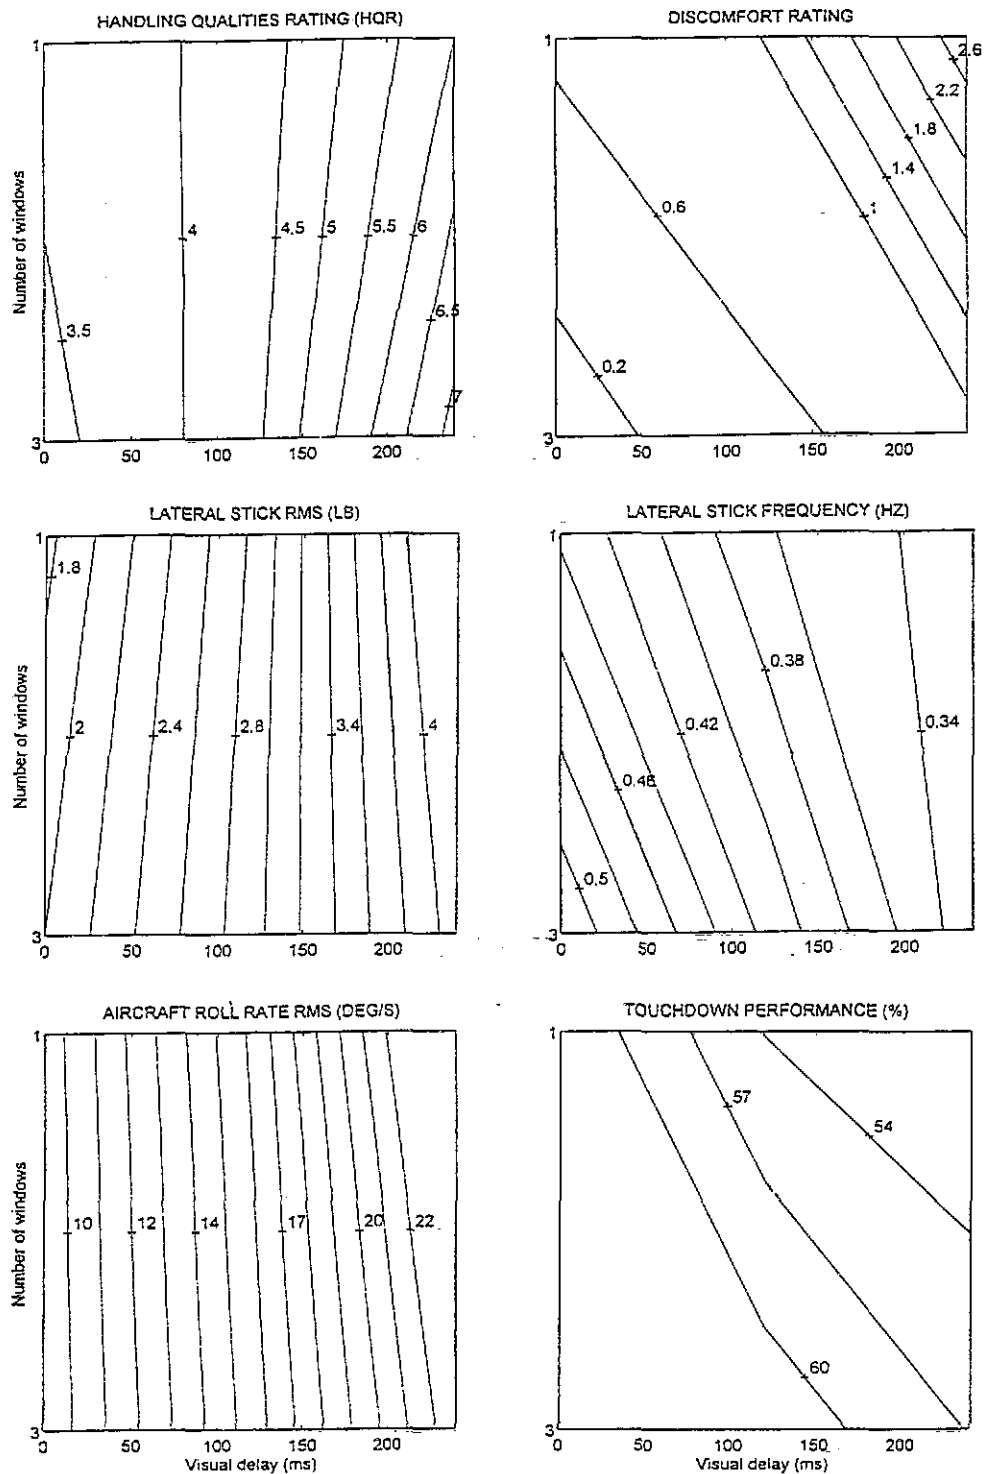 HANDLING QUALITIES RATING (HQR)
1
Number of windows
3.5
4
4.5
5
5.5
6
6.5
7
3
0 50 100 150 200
DISCOMFORT RATING
1
2.6
2.2
1.8
1.4
1
0.6
0.2
3
0 50 100 150 200
LATERAL STICK RMS (LB)
1
Number of windows
1.8
2
2.4
2.8
3.4
4
3
0 50 100 150 200
LATERAL STICK FREQUENCY (HZ)
1
0.38
0.34
0.42
0.46
0.5
3
0 50 100 150 200
AIRCRAFT ROLL RATE RMS (DEG/S)
1
Number of windows
10
12
14
17
20
22
3
0 50 100 150 200
Visual delay (ms)
TOUCHDOWN PERFORMANCE (%)
1
57
54
60
3
0 50 100 150 200
Visual delay (ms)